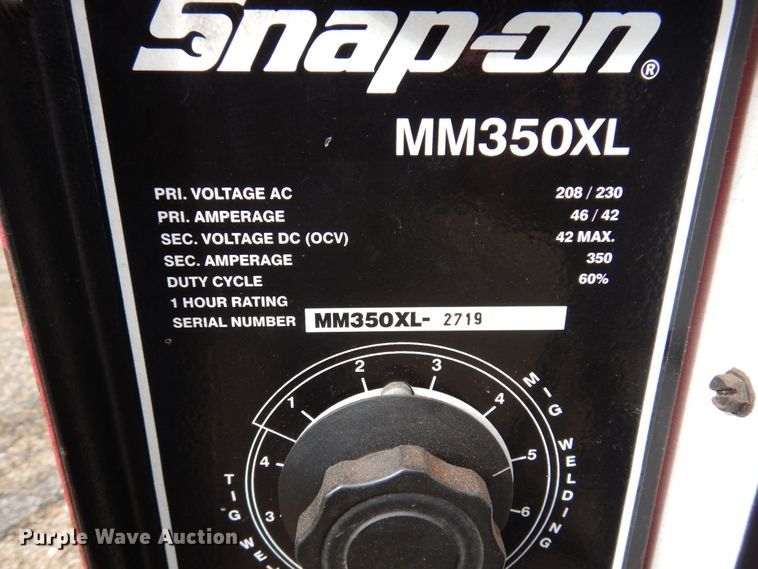 Snap-on®
MM350XL
PRI. VOLTAGE AC 208 / 230
PRI. AMPERAGE 46 / 42
SEC. VOLTAGE DC (OCV) 42 MAX.
SEC. AMPERAGE 350
DUTY CYCLE 60%
1 HOUR RATING
SERIAL NUMBER MM350XL- 2719
1 2 3 4 5 6
MIG WELDING
4 3
TIG
Purple Wave Auction